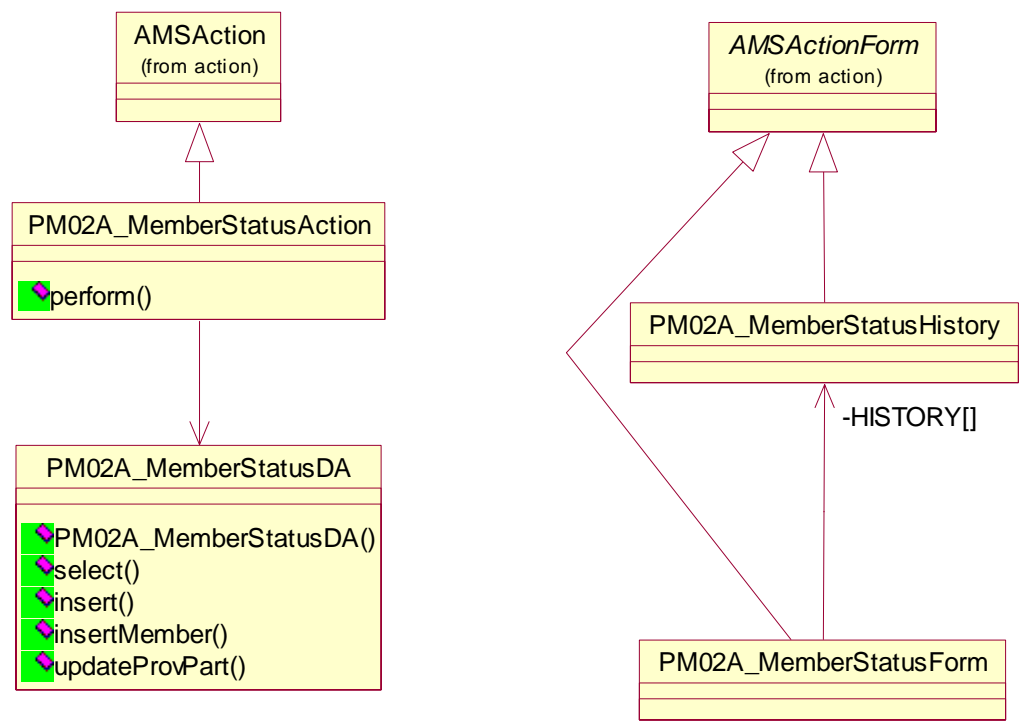 AMSAction
(from action)
PM02A_MemberStatusAction
perform()
PM02A_MemberStatusDA
PM02A_MemberStatusDA()
select()
insert()
insertMember()
updateProvPart()
AMSActionForm
(from action)
PM02A_MemberStatusHistory
-HISTORY[]
PM02A_MemberStatusForm